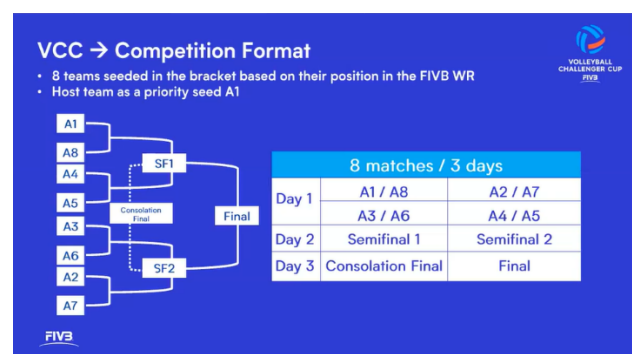 VCC → Competition Format
• 8 teams seeded in the bracket based on their position in the FIVB WR
• Host team as a priority seed A1
VOLLEYBALL
CHALLENGER CUP
FIVB
A1
A8
A4
A5
A3
A6
A2
A7
SF1
Consolation
Final
SF2
Final
8 matches / 3 days
Day 1
A1 / A8
A2 / A7
A3 / A6
A4 / A5
Day 2
Semifinal 1
Semifinal 2
Day 3
Consolation Final
Final
FIVB